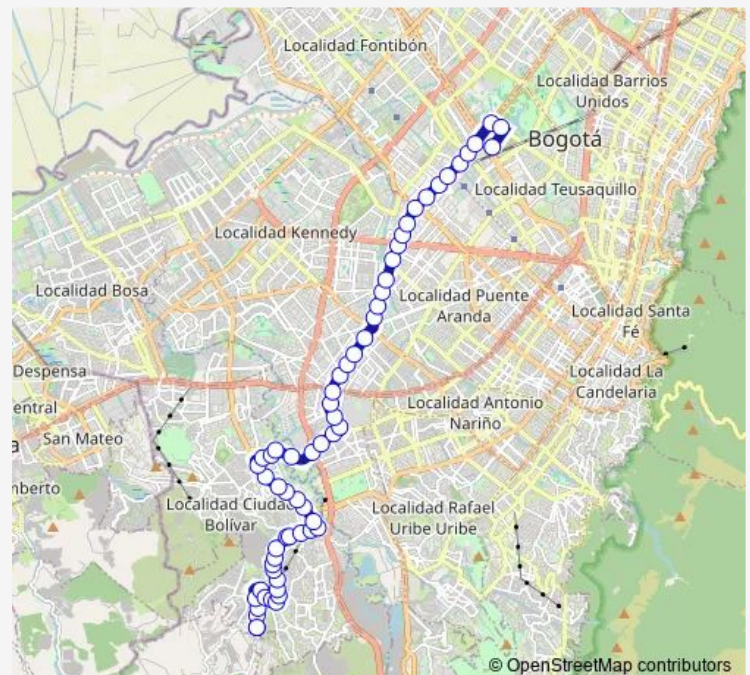 Localidad Fontibón
Localidad Barrios
Unidos
Bogotá
Localidad Teusaquillo
Localidad Kennedy
Localidad Bosa
Localidad Puente
Aranda
Localidad Santa
Fé
Despensa
Localidad La
Candelaria
entral
Localidad Antonio
Nariño
San Mateo
a
mberto
Localidad Ciudad
Bolívar
Localidad Rafael
Uribe Uribe
© OpenStreetMap contributors